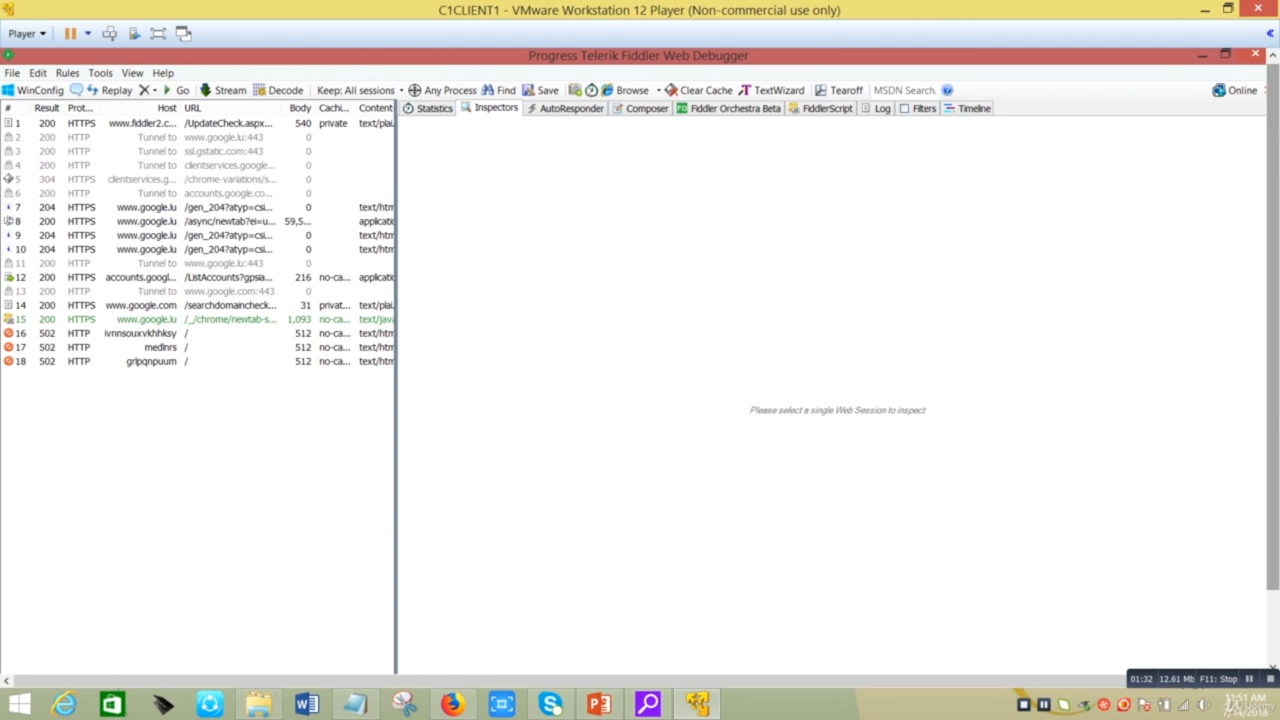 C1CLIENT1 - VMware Workstation 12 Player (Non-commercial use only)
Player
Progress Telerik Fiddler Web Debugger
File Edit Rules Tools View Help
WinConfig Replay Go Stream Decode Keep: All sessions Any Process Find Save Browse Clear Cache TextWizard Tearoff MSDN Search. Online
# Result Prot... Host URL Body Cachi... Content
Statistics Inspectors AutoResponder Composer FO Fiddler Orchestra Beta FiddlerScript Log Filters Timeline
1 200 HTTPS www.fiddler2.c... /UpdateCheck.aspx... 540 private text/plai.
2 200 HTTP Tunnel to www.google.lu:443 0
3 200 HTTP Tunnel to ssl.gstatic.com:443 0
4 200 HTTP Tunnel to clientservices.google... 0
5 304 HTTPS clientservices.g... /chrome-variations/s... 0
6 200 HTTP Tunnel to accounts.google.co... 0
7 204 HTTPS www.google.lu /gen_204?atyp=csi... 0 text/htm
8 200 HTTPS www.google.lu /async/newtab?ei=u... 59,5... applicatic
9 204 HTTPS www.google.lu /gen_204?atyp=csi... 0 text/htm
10 204 HTTPS www.google.lu /gen_204?atyp=csi... 0 text/htm
11 200 HTTP Tunnel to www.google.lu:443 0
12 200 HTTPS accounts.googl... /ListAccounts?gpsia... 216 no-ca... applicatic
13 200 HTTP Tunnel to www.google.com:443 0
14 200 HTTPS www.google.com /searchdomaincheck... 31 privat... text/plai.
15 200 HTTPS www.google.lu /_/chrome/newtab-s... 1,093 no-ca... text/java
16 502 HTTP ivnnsouxvkhhksy / 512 no-ca... text/htm
17 502 HTTP medlnrs / 512 no-ca... text/htm
18 502 HTTP grlpqnpuum / 512 no-ca... text/htm
Please select a single Web Session to inspect
01:32 12.61 Mb F11: Stop
11:51 AM
7/14/2018